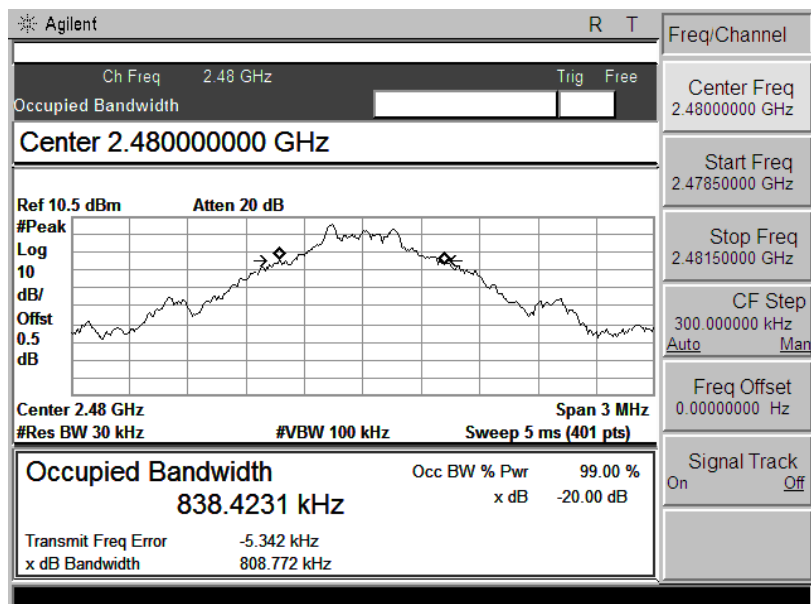 Agilent R T
Freq/Channel
Ch Freq 2.48 GHz Trig Free
Occupied Bandwidth
Center 2.480000000 GHz
Ref 10.5 dBm Atten 20 dB
#Peak
Log
10
dB/
Offst
0.5
dB
Center 2.48 GHz Span 3 MHz
#Res BW 30 kHz #VBW 100 kHz Sweep 5 ms (401 pts)
Occupied Bandwidth
838.4231 kHz
Occ BW % Pwr 99.00 %
x dB -20.00 dB
Transmit Freq Error -5.342 kHz
x dB Bandwidth 808.772 kHz
Center Freq
2.48000000 GHz
Start Freq
2.47850000 GHz
Stop Freq
2.48150000 GHz
CF Step
300.000000 kHz
Auto Man
Freq Offset
0.00000000 Hz
Signal Track
On Off